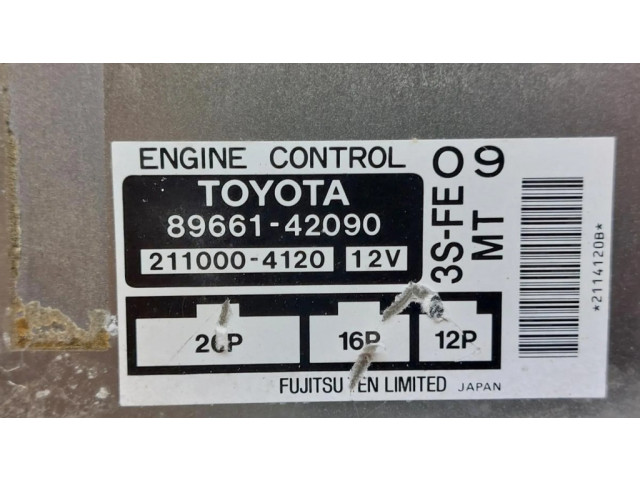 ENGINE CONTROL
TOYOTA
89661-42090
211000-4120 12V
3S-FE
09
MT
26P 16P 12P
FUJITSU TEN LIMITED JAPAN
*2114120B*